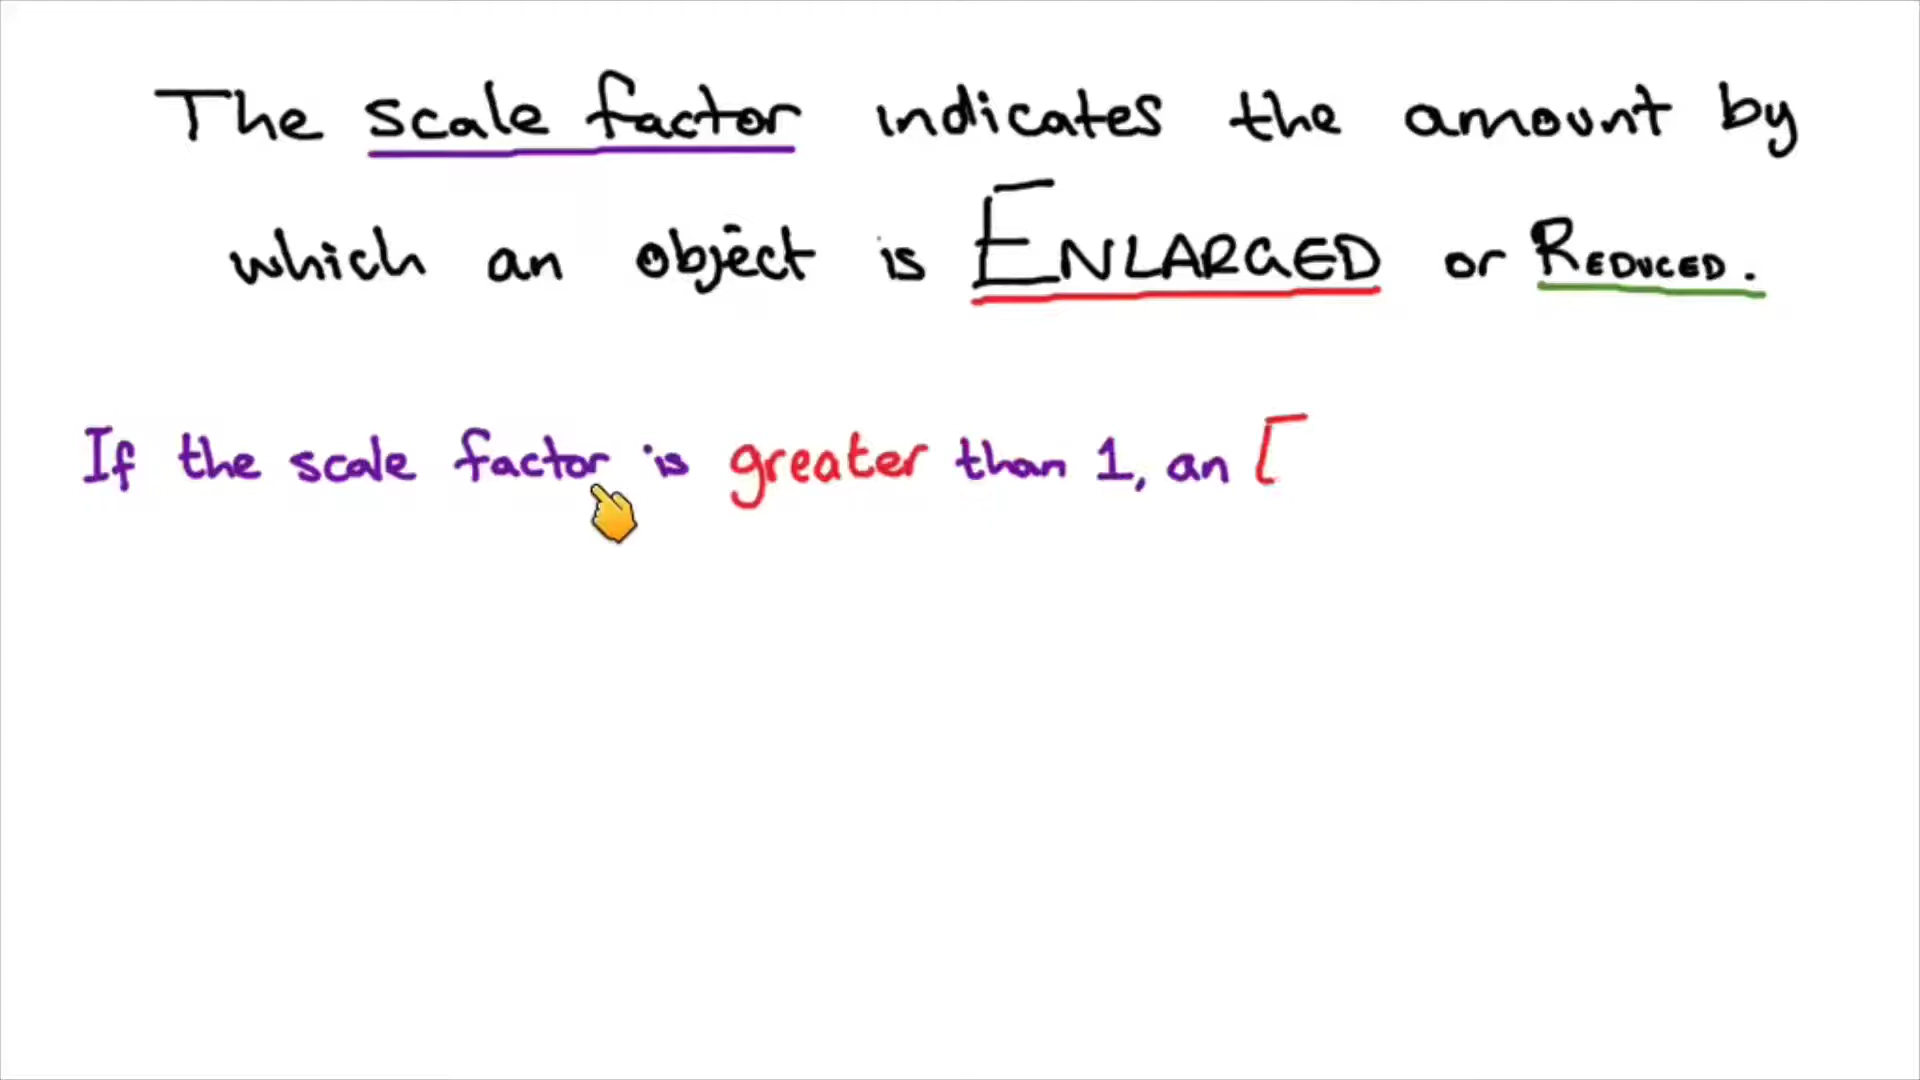 The scale factor indicates the amount by
which an object is ENLARGED or REDUCED.
If the scale factor is greater than 1, an